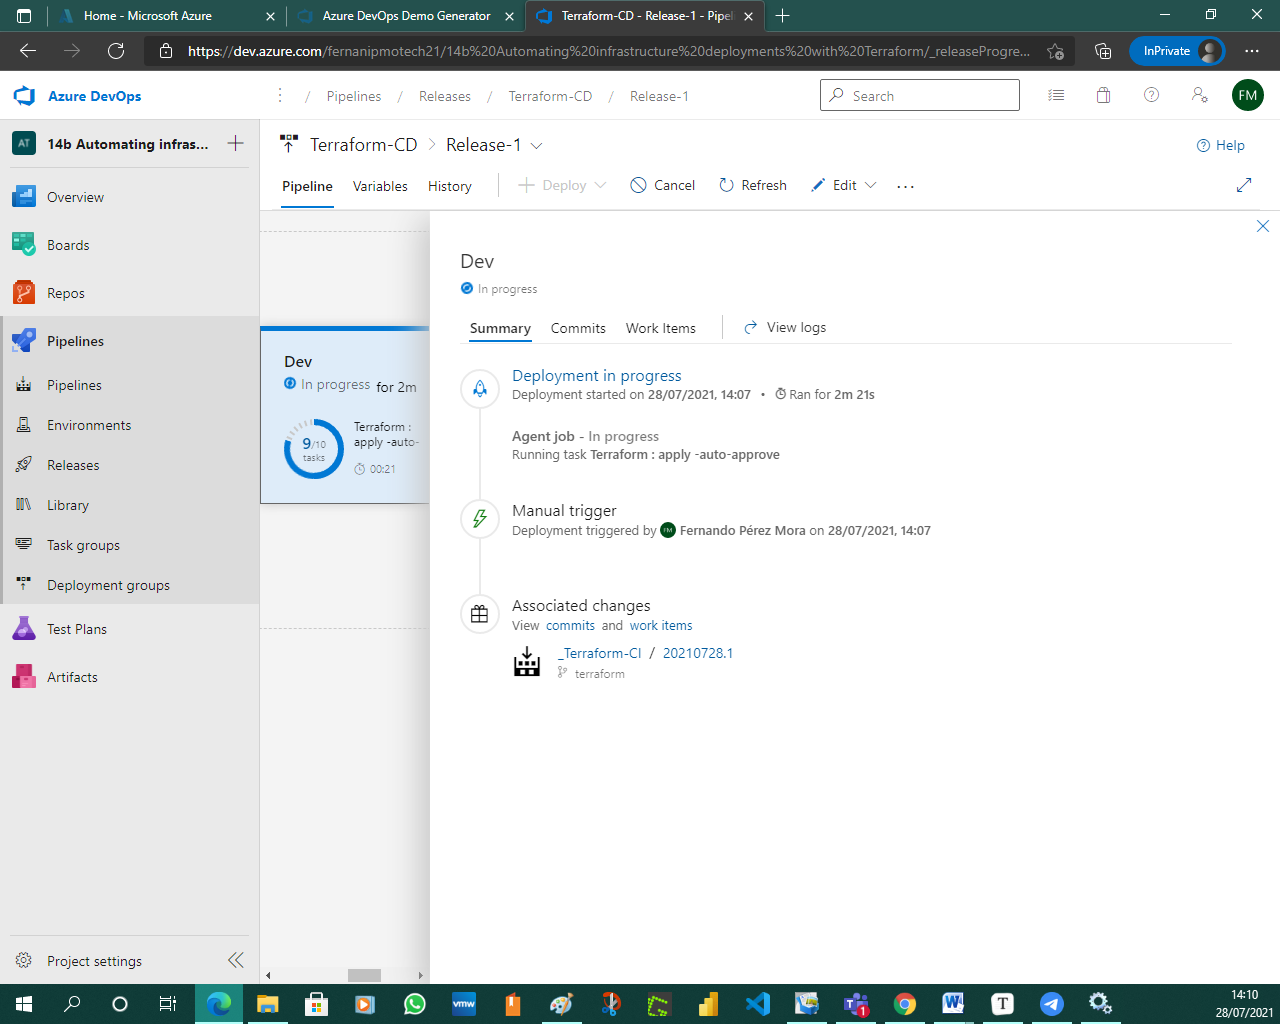 Home - Microsoft Azure
Azure DevOps Demo Generator
Terraform-CD - Release-1 - Pipel
https://dev.azure.com/fernanipmotech21/14b%20Automating%20infrastructure%20deployments%20with%20Terraform/_releaseProgre...
InPrivate
Azure DevOps
/ Pipelines / Releases / Terraform-CD / Release-1
Search
FM
AT
14b Automating infras...
Terraform-CD
Release-1
Help
Pipeline
Variables
History
Deploy
Cancel
Refresh
Edit
Overview
Boards
Repos
Pipelines
Pipelines
Environments
Releases
Library
Task groups
Deployment groups
Test Plans
Artifacts
Project settings
Dev
In progress for 2m
9/10
tasks
Terraform :
apply -auto-
00:21
Dev
In progress
Summary
Commits
Work Items
View logs
Deployment in progress
Deployment started on 28/07/2021, 14:07 • Ran for 2m 21s
Agent job - In progress
Running task Terraform : apply -auto-approve
Manual trigger
Deployment triggered by FM Fernando Pérez Mora on 28/07/2021, 14:07
Associated changes
View commits and work items
_Terraform-CI / 20210728.1
terraform
vmw
1
T
14:10
28/07/2021